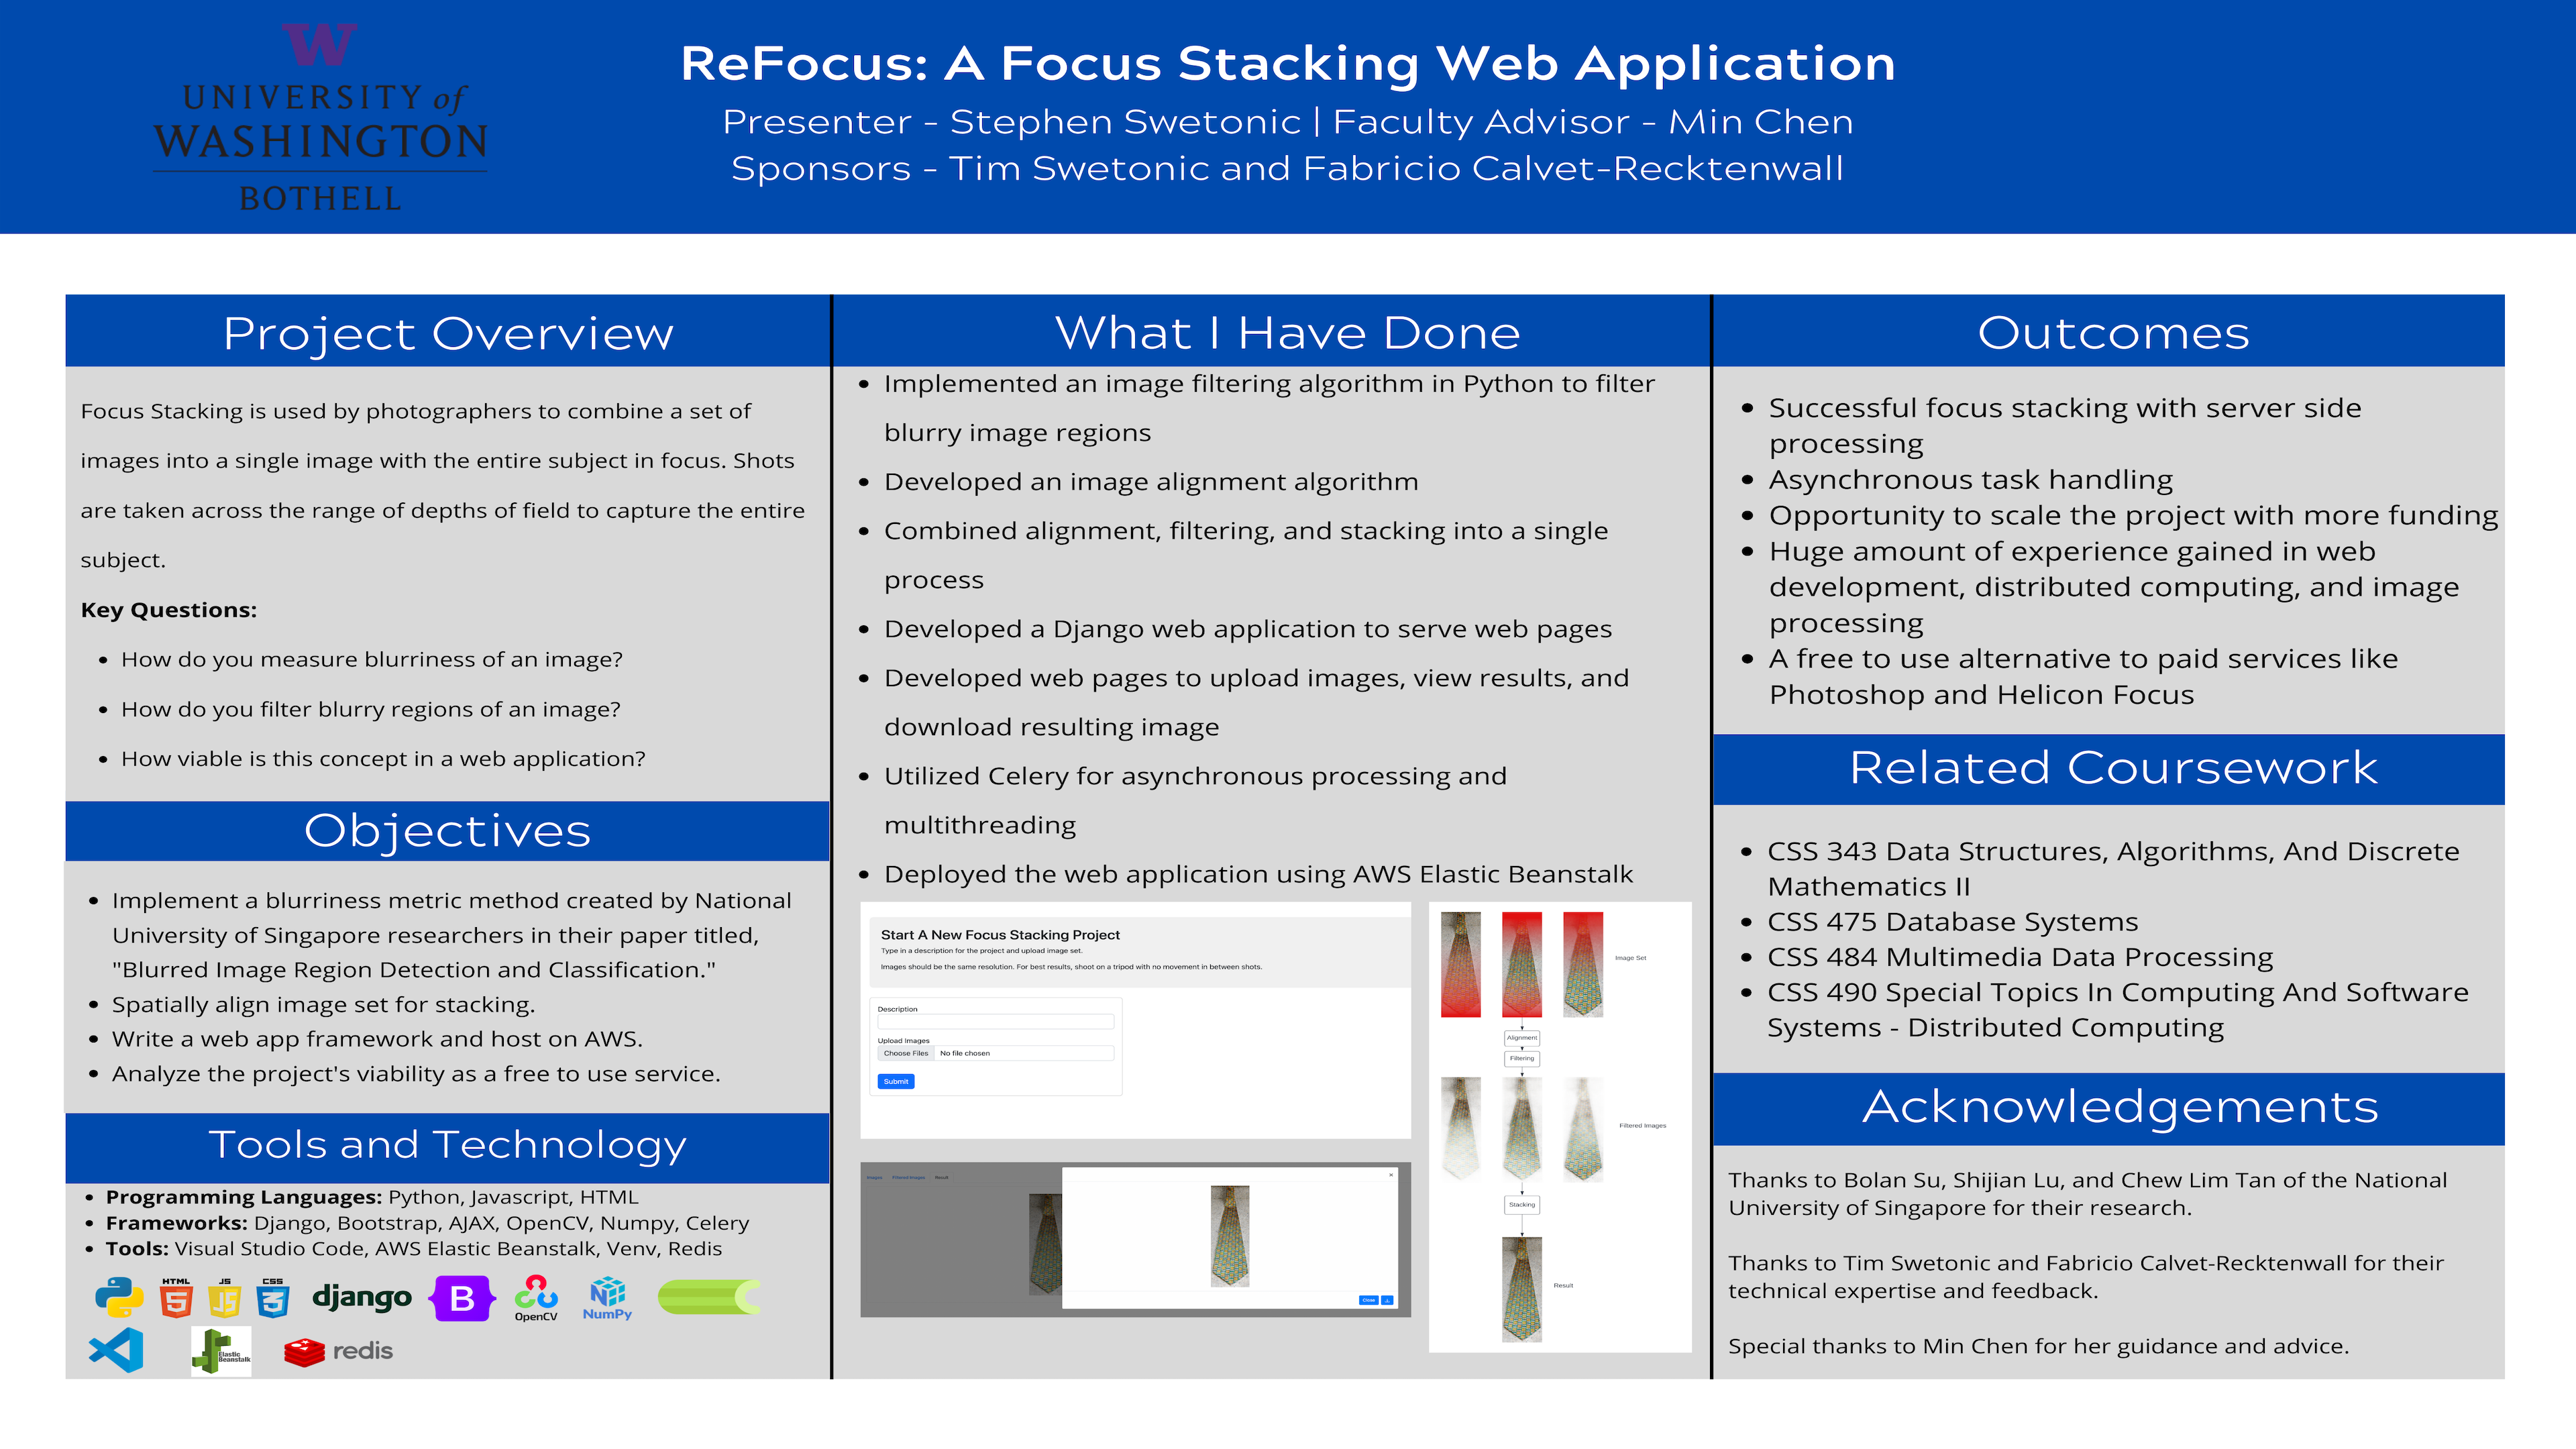 W
UNIVERSITY of
WASHINGTON
BOTHELL
ReFocus: A Focus Stacking Web Application
Presenter - Stephen Swetonic | Faculty Advisor - Min Chen
Sponsors - Tim Swetonic and Fabricio Calvet-Recktenwall
Project Overview
Focus Stacking is used by photographers to combine a set of
images into a single image with the entire subject in focus. Shots
are taken across the range of depths of field to capture the entire
subject.
Key Questions:
• How do you measure blurriness of an image?
• How do you filter blurry regions of an image?
• How viable is this concept in a web application?
Objectives
• Implement a blurriness metric method created by National
University of Singapore researchers in their paper titled,
"Blurred Image Region Detection and Classification."
• Spatially align image set for stacking.
• Write a web app framework and host on AWS.
• Analyze the project's viability as a free to use service.
Tools and Technology
• Programming Languages: Python, Javascript, HTML
• Frameworks: Django, Bootstrap, AJAX, OpenCV, Numpy, Celery
• Tools: Visual Studio Code, AWS Elastic Beanstalk, Venv, Redis
HTML
5
JS
JS
CSS
3
django
B
OpenCV
NumPy
Elastic
Beanstalk
redis
What I Have Done
• Implemented an image filtering algorithm in Python to filter
blurry image regions
• Developed an image alignment algorithm
• Combined alignment, filtering, and stacking into a single
process
• Developed a Django web application to serve web pages
• Developed web pages to upload images, view results, and
download resulting image
• Utilized Celery for asynchronous processing and
multithreading
• Deployed the web application using AWS Elastic Beanstalk
Start A New Focus Stacking Project
Type in a description for the project and upload image set.
Images should be the same resolution. For best results, shoot on a tripod with no movement in between shots.
Description
Upload Images
Choose Files No file chosen
Submit
Images Filtered Images Result
Close
Image Set
Alignment
Filtering
Filtered Images
Stacking
Result
Outcomes
• Successful focus stacking with server side
processing
• Asynchronous task handling
• Opportunity to scale the project with more funding
• Huge amount of experience gained in web
development, distributed computing, and image
processing
• A free to use alternative to paid services like
Photoshop and Helicon Focus
Related Coursework
• CSS 343 Data Structures, Algorithms, And Discrete
Mathematics II
• CSS 475 Database Systems
• CSS 484 Multimedia Data Processing
• CSS 490 Special Topics In Computing And Software
Systems - Distributed Computing
Acknowledgements
Thanks to Bolan Su, Shijian Lu, and Chew Lim Tan of the National
University of Singapore for their research.
Thanks to Tim Swetonic and Fabricio Calvet-Recktenwall for their
technical expertise and feedback.
Special thanks to Min Chen for her guidance and advice.